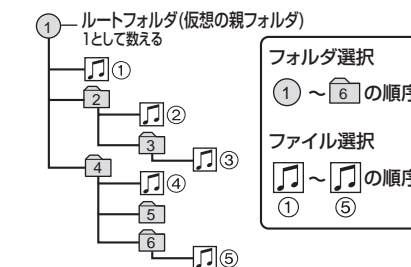 1 ルートフォルダ(仮想の親フォルダ)
1として数える
①
2
②
3
③
4
④
5
6
⑤
フォルダ選択
1 ～ 6 の順序
ファイル選択
～ の順序
① ⑤